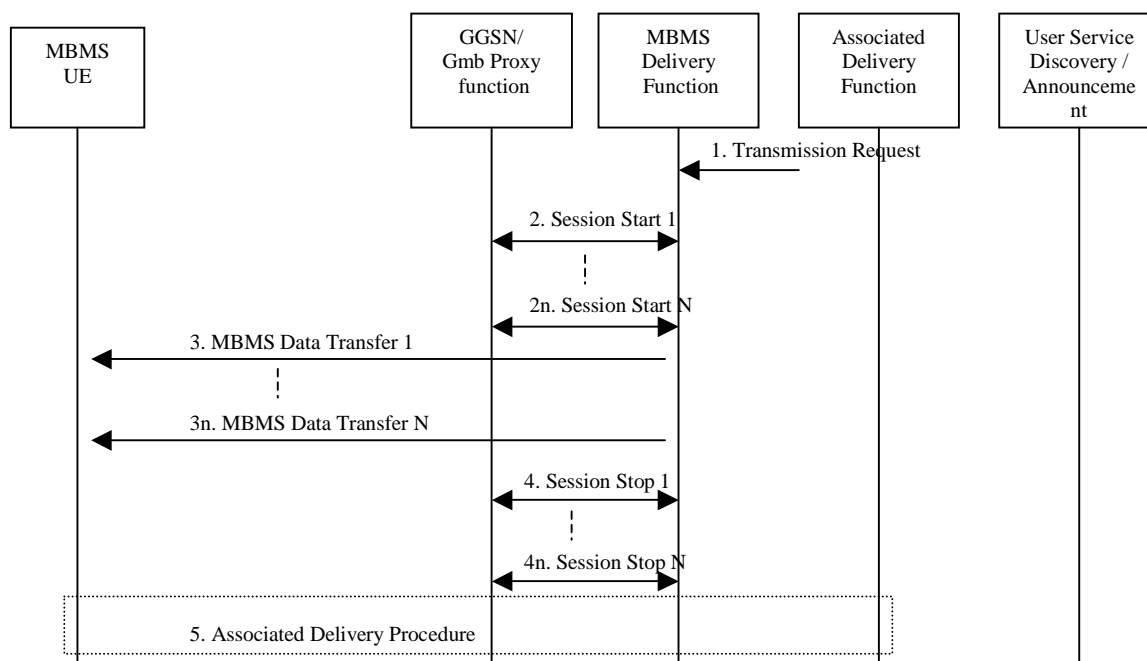 MBMS
UE
GGSN/
Gmb Proxy
function
MBMS
Delivery
Function
Associated
Delivery
Function
User Service
Discovery /
Announceme
nt
1. Transmission Request
2. Session Start 1
2n. Session Start N
3. MBMS Data Transfer 1
3n. MBMS Data Transfer N
4. Session Stop 1
4n. Session Stop N
5. Associated Delivery Procedure